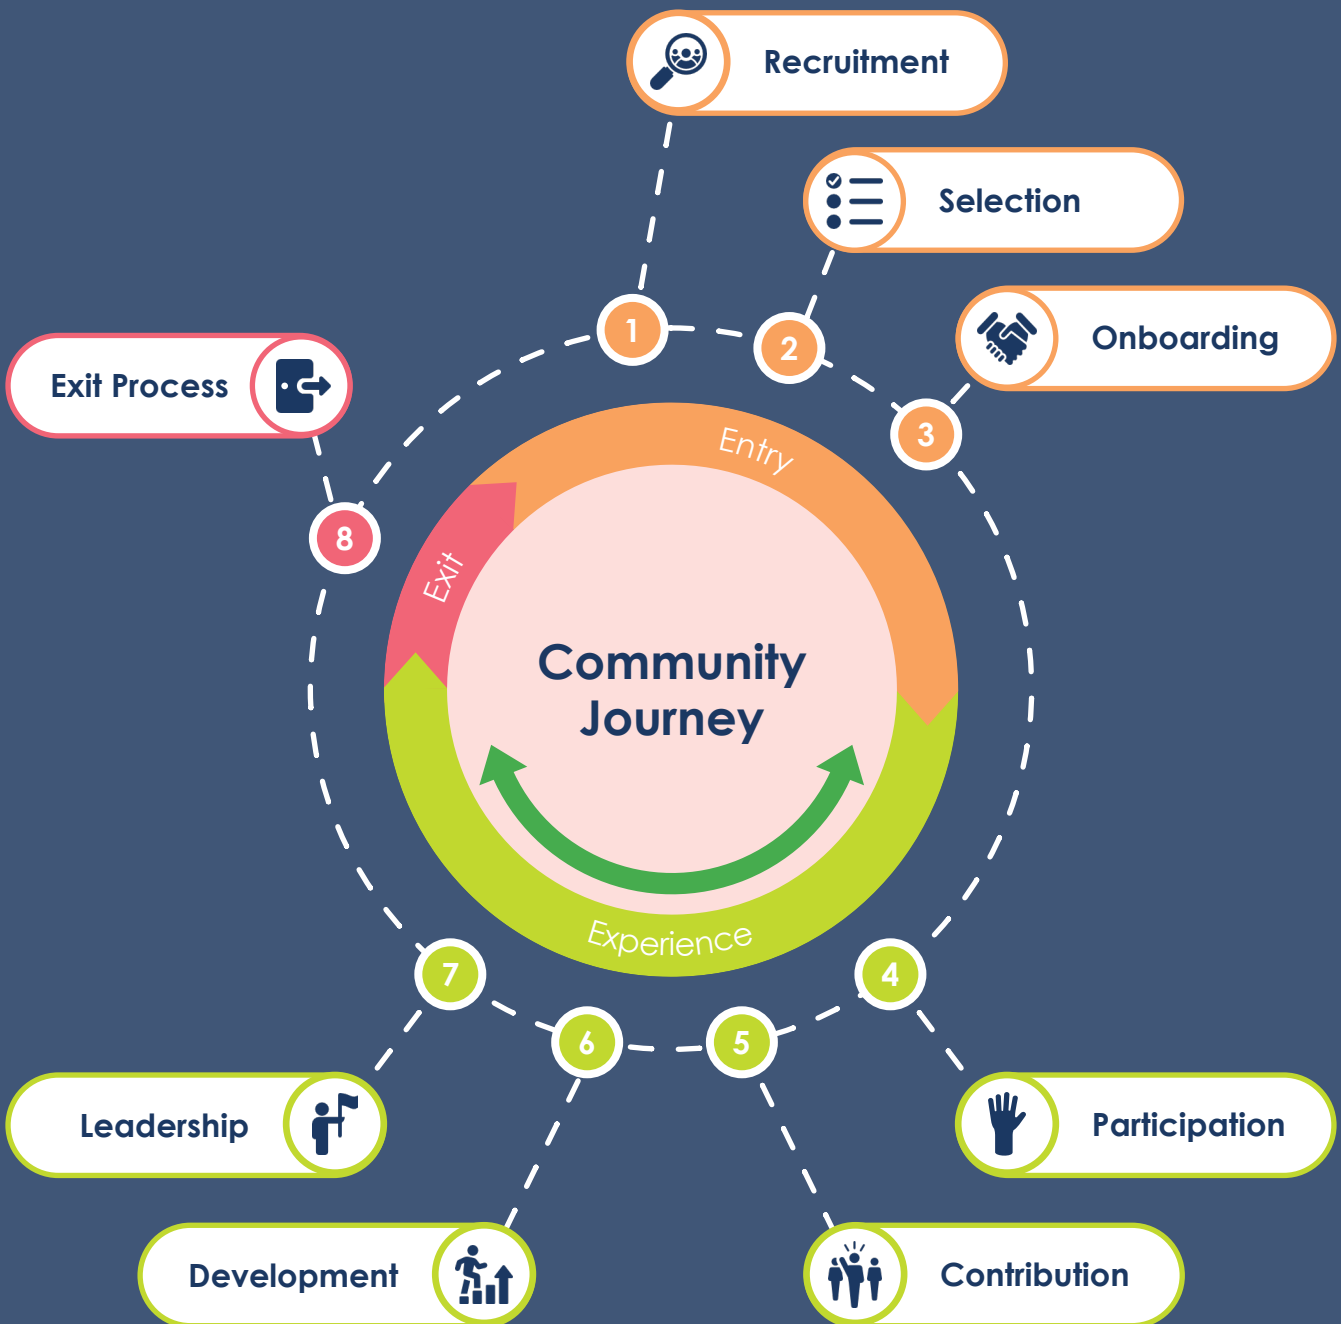 Recruitment
Selection
Onboarding
Exit Process
1
2
3
8
Entry
Exit
Community
Journey
Experience
7
6
5
4
Leadership
Participation
Development
Contribution